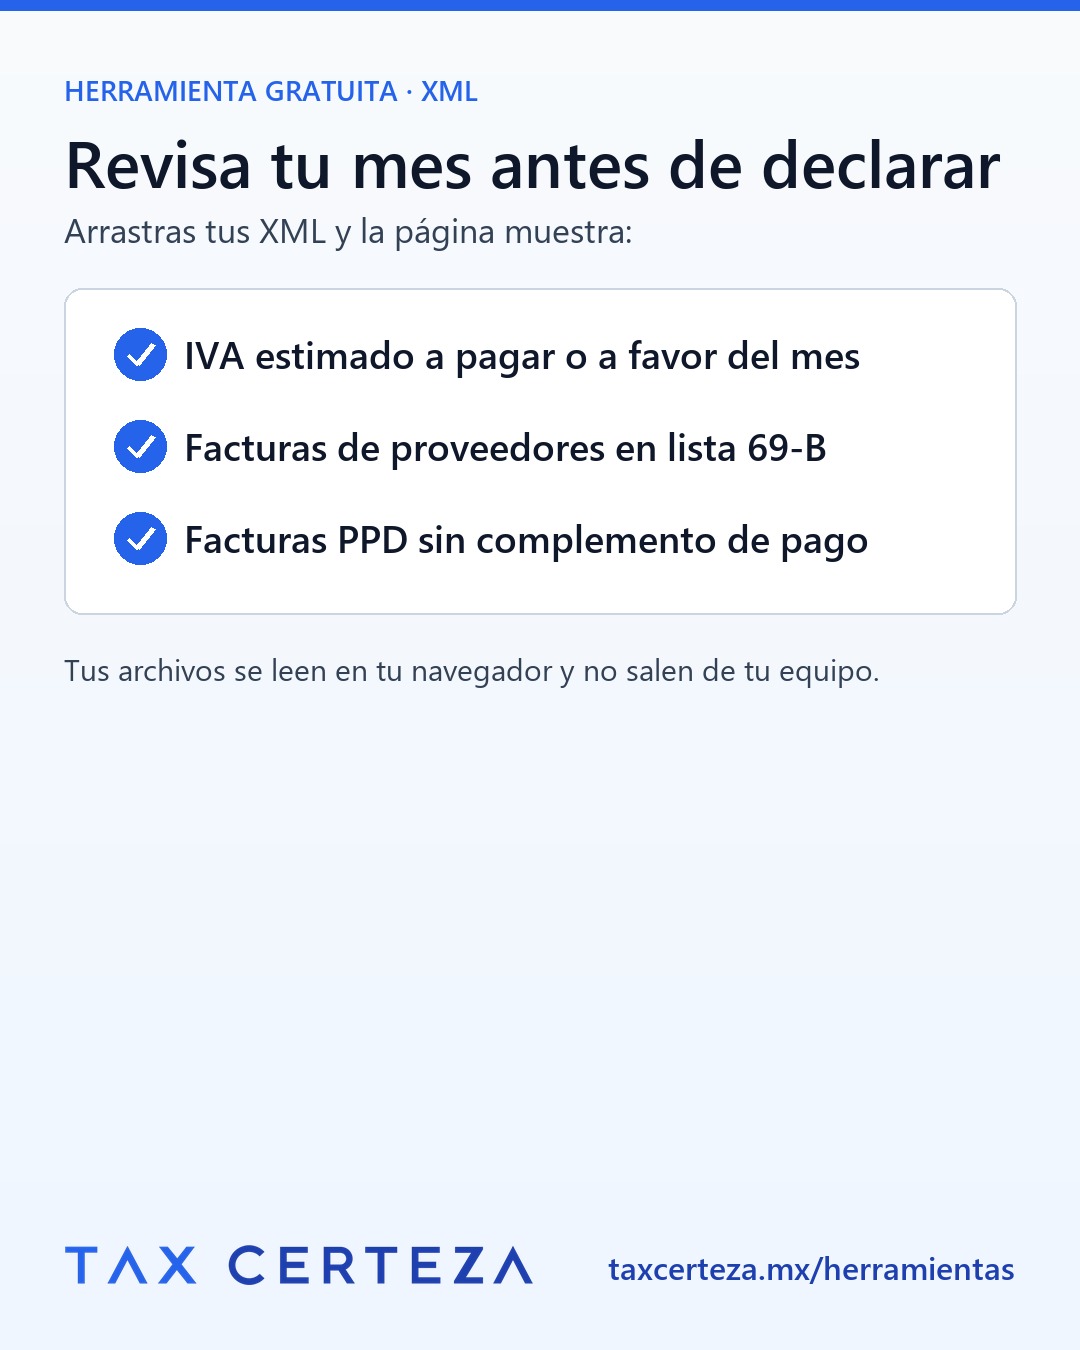 HERRAMIENTA GRATUITA · XML
Revisa tu mes antes de declarar
Arrastras tus XML y la página muestra:
IVA estimado a pagar o a favor del mes
Facturas de proveedores en lista 69-B
Facturas PPD sin complemento de pago
Tus archivos se leen en tu navegador y no salen de tu equipo.
TAX CERTEZA
taxcerteza.mx/herramientas